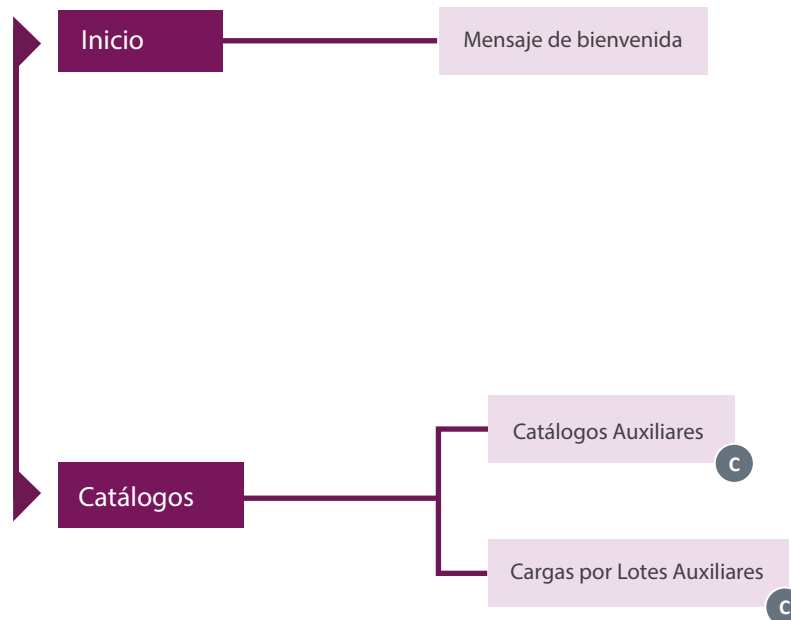 Inicio
Mensaje de bienvenida
Catálogos Auxiliares
C
Catálogos
Cargas por Lotes Auxiliares
C